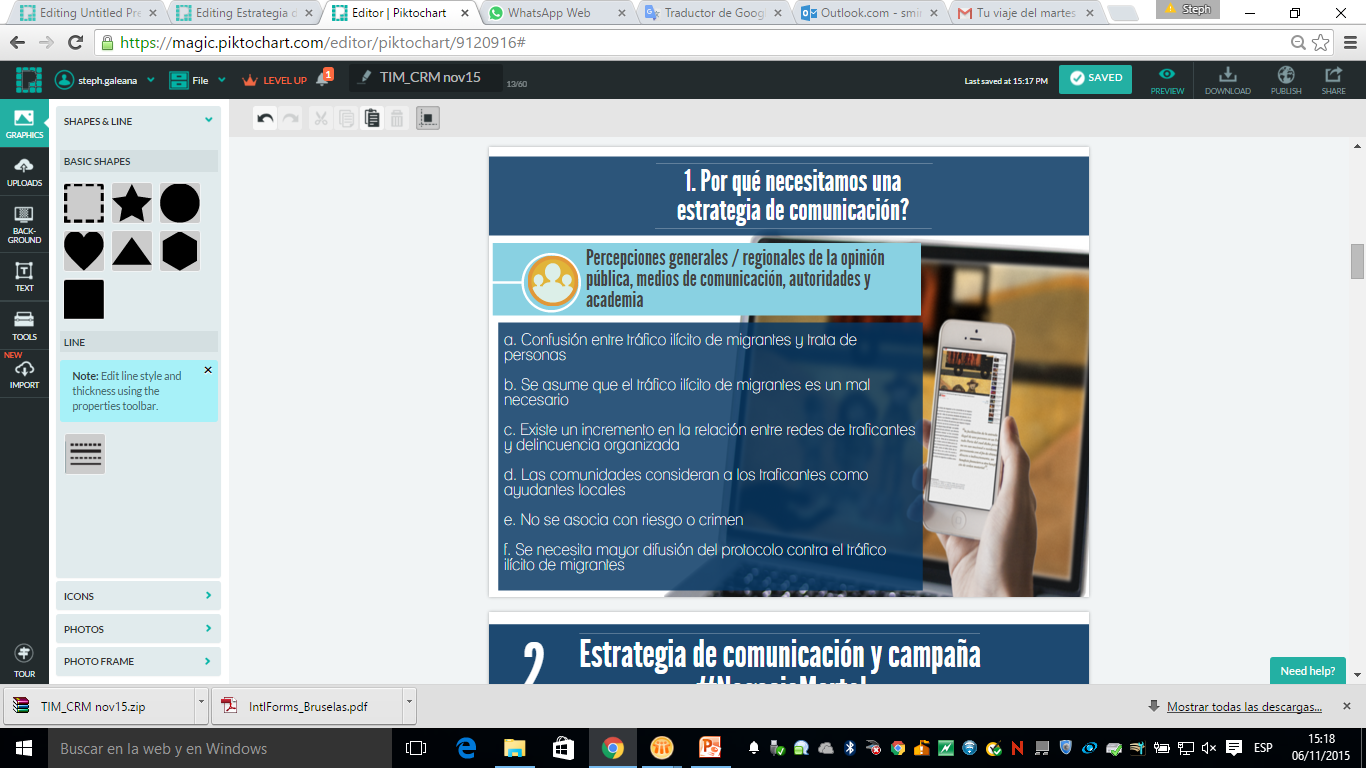 Editing Untitled Pre
Editing Estrategia d
Editor | Piktochart
WhatsApp Web
Traductor de Goog
Outlook.com - smir
Tu viaje del martes
Steph
https://magic.piktochart.com/editor/piktochart/9120916#
steph.galeana
File
LEVEL UP
1
TIM_CRM nov15
13/60
Last saved at 15:17 PM
SAVED
PREVIEW
DOWNLOAD
PUBLISH
SHARE
GRAPHICS
UPLOADS
BACK-
GROUND
TEXT
TOOLS
NEW
IMPORT
TOUR
SHAPES & LINE
BASIC SHAPES
LINE
Note: Edit line style and
thickness using the
properties toolbar.
ICONS
PHOTOS
PHOTO FRAME
1. Por qué necesitamos una
estrategia de comunicación?
Percepciones generales / regionales de la opinión
pública, medios de comunicación, autoridades y
academia
a. Confusión entre tráfico ilícito de migrantes y trata de
personas
b. Se asume que el tráfico ilícito de migrantes es un mal
necesario
c. Existe un incremento en la relación entre redes de traficantes
y delincuencia organizada
d. Las comunidades consideran a los traficantes como
ayudantes locales
e. No se asocia con riesgo o crimen
f. Se necesita mayor difusión del protocolo contra el tráfico
ilícito de migrantes
2
Estrategia de comunicación y campaña
#NegocioMortal
Need help?
TIM_CRM nov15.zip
IntlForms_Bruselas.pdf
Mostrar todas las descargas...
Buscar en la web y en Windows
ESP
15:18
06/11/2015